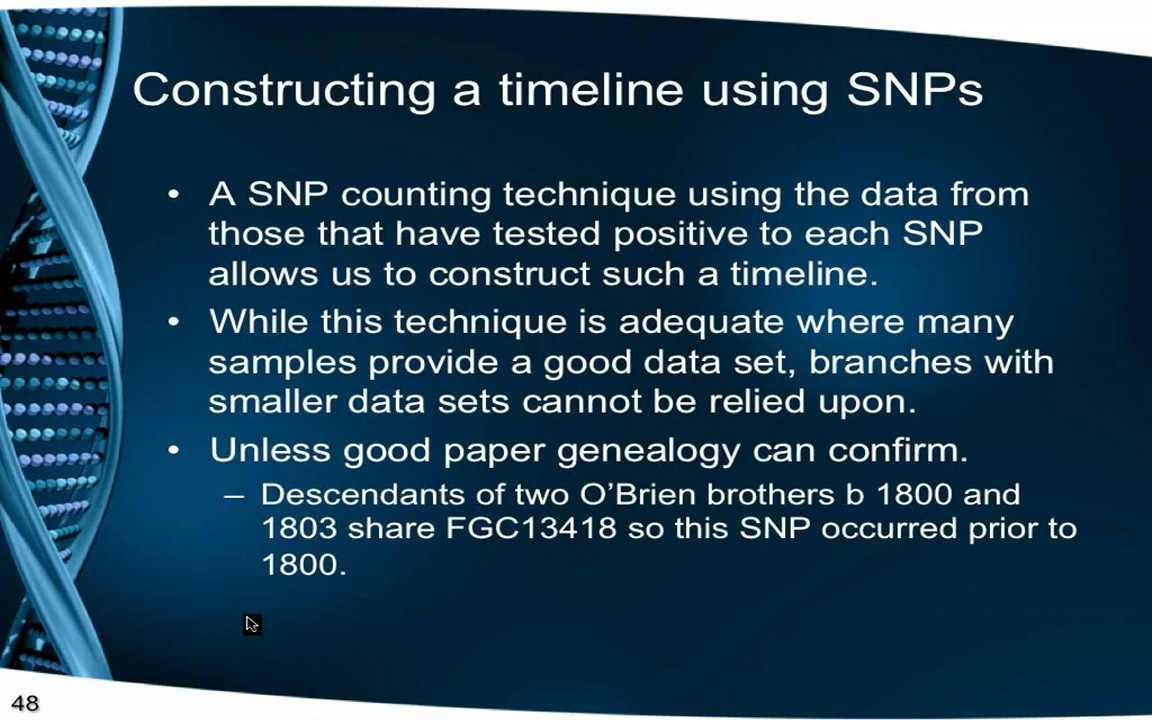 Constructing a timeline using SNPs
• A SNP counting technique using the data from
those that have tested positive to each SNP
allows us to construct such a timeline.
• While this technique is adequate where many
samples provide a good data set, branches with
smaller data sets cannot be relied upon.
• Unless good paper genealogy can confirm.
– Descendants of two O’Brien brothers b 1800 and
1803 share FGC13418 so this SNP occurred prior to
1800.
48